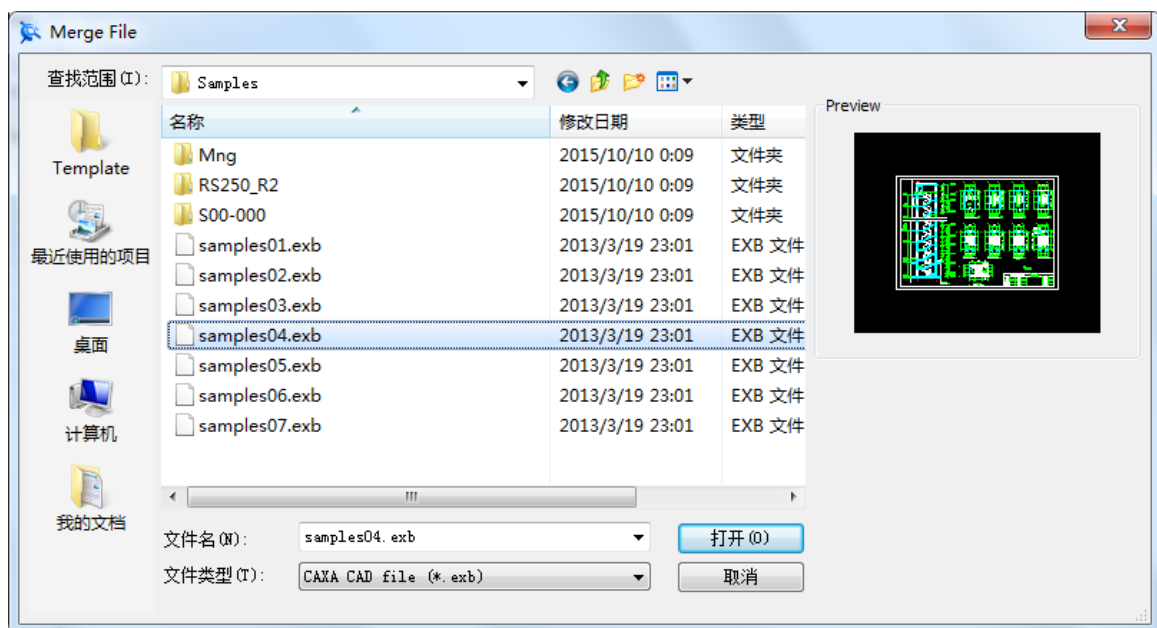 Merge File
查找范围(I):
Samples
Preview
名称
修改日期
类型
Mng
2015/10/10 0:09
文件夹
RS250_R2
2015/10/10 0:09
文件夹
S00-000
2015/10/10 0:09
文件夹
samples01.exb
2013/3/19 23:01
EXB 文件
samples02.exb
2013/3/19 23:01
EXB 文件
samples03.exb
2013/3/19 23:01
EXB 文件
samples04.exb
2013/3/19 23:01
EXB 文件
samples05.exb
2013/3/19 23:01
EXB 文件
samples06.exb
2013/3/19 23:01
EXB 文件
samples07.exb
2013/3/19 23:01
EXB 文件
Template
最近使用的项目
桌面
计算机
我的文档
文件名(N):
samples04.exb
打开(O)
文件类型(T):
CAXA CAD file (*.exb)
取消